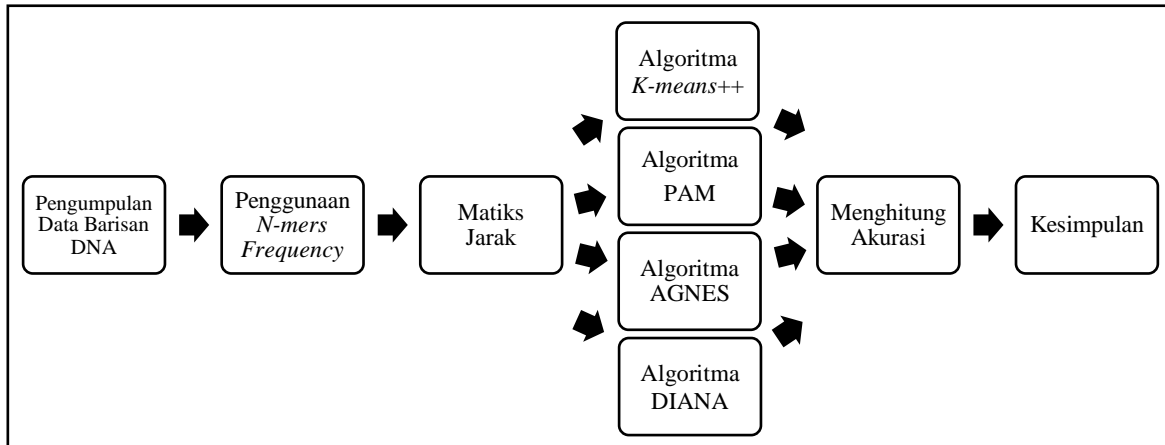 Pengumpulan
Data Barisan
DNA
Penggunaan
N-mers
Frequency
Matiks
Jarak
Algoritma
K-means++
Algoritma
PAM
Algoritma
AGNES
Algoritma
DIANA
Menghitung
Akurasi
Kesimpulan